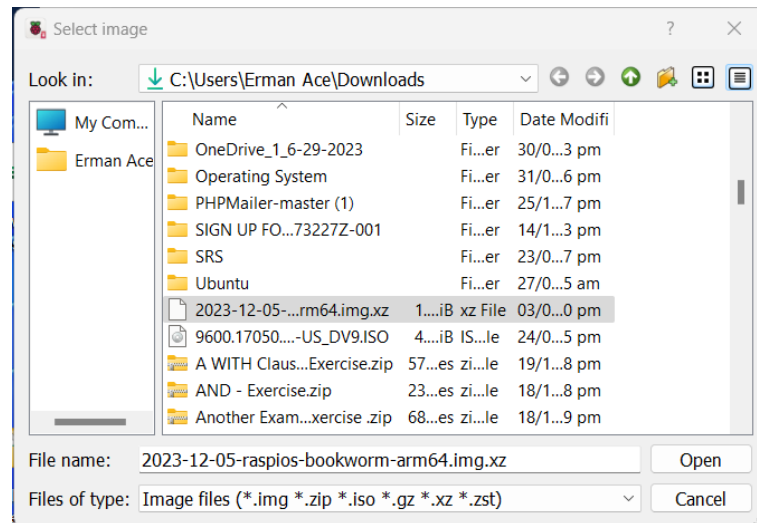 Select image ? ×
Look in: C:\Users\Erman Ace\Downloads
My Com...
Erman Ace
Name Size Type Date Modifi
OneDrive_1_6-29-2023 Fi...er 30/0...3 pm
Operating System Fi...er 31/0...6 pm
PHPMailer-master (1) Fi...er 25/1...7 pm
SIGN UP FO...73227Z-001 Fi...er 14/1...3 pm
SRS Fi...er 23/0...7 pm
Ubuntu Fi...er 27/0...5 am
2023-12-05-...rm64.img.xz 1....iB xz File 03/0...0 pm
9600.17050....-US_DV9.ISO 4....iB IS...le 24/0...5 pm
A WITH Claus...Exercise.zip 57...es zi...le 19/1...8 pm
AND - Exercise.zip 23...es zi...le 18/1...8 pm
Another Exam...xercise .zip 68...es zi...le 18/1...9 pm
File name: 2023-12-05-raspios-bookworm-arm64.img.xz Open
Files of type: Image files (*.img *.zip *.iso *.gz *.xz *.zst) Cancel